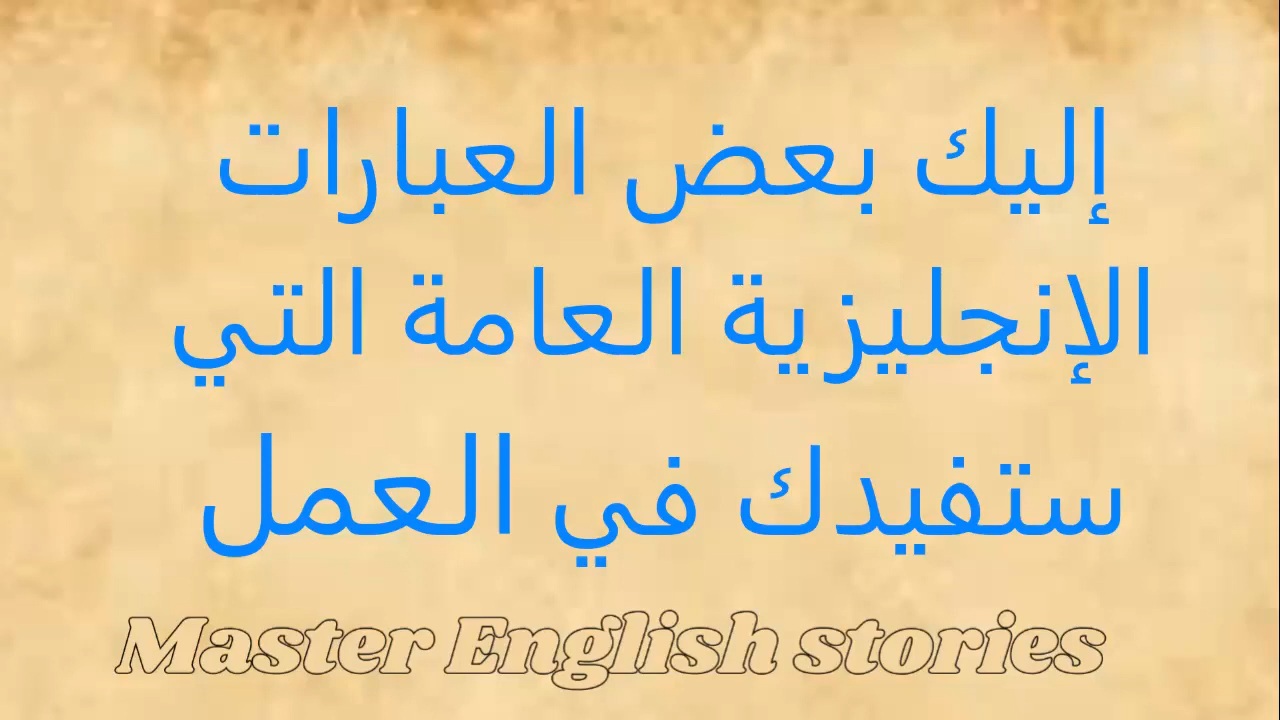 إليك بعض العبارات
الإنجليزية العامة التي
ستفيدك في العمل
Master English stories